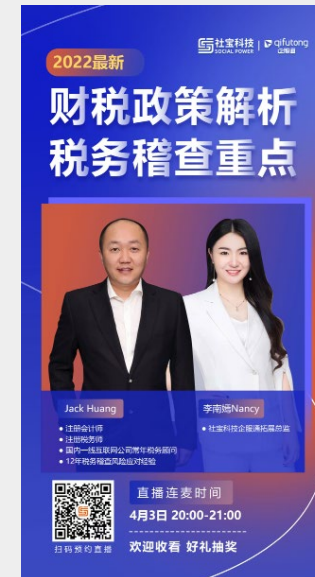 社宝科技
SOCIAL POWER
qifutong
企服通
2022最新
财税政策解析
税务稽查重点
Jack Huang
注册会计师
注册税务师
国内一线互联网公司常年税务顾问
12年税务稽查风险应对经验
李南嫣Nancy
社宝科技企服通拓展总监
直播连麦时间
4月3日 20:00-21:00
扫码预约直播
欢迎收看 好礼抽奖